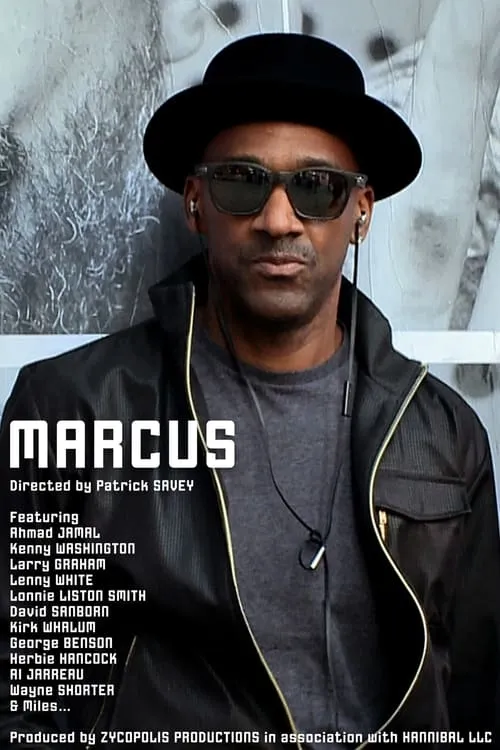 MARCUS
Directed by Patrick SAVEY
Featuring
Ahmad JAMAL
Kenny WASHINGTON
Larry GRAHAM
Lenny WHITE
Lonnie LISTON SMITH
David SANBORN
Kirk WHALUM
George BENSON
Herbie HANCOCK
Al JARREAU
Wayne SHORTER
& Miles...
Produced by ZYCOPOLIS PRODUCTIONS in association with HANNIBAL LLC